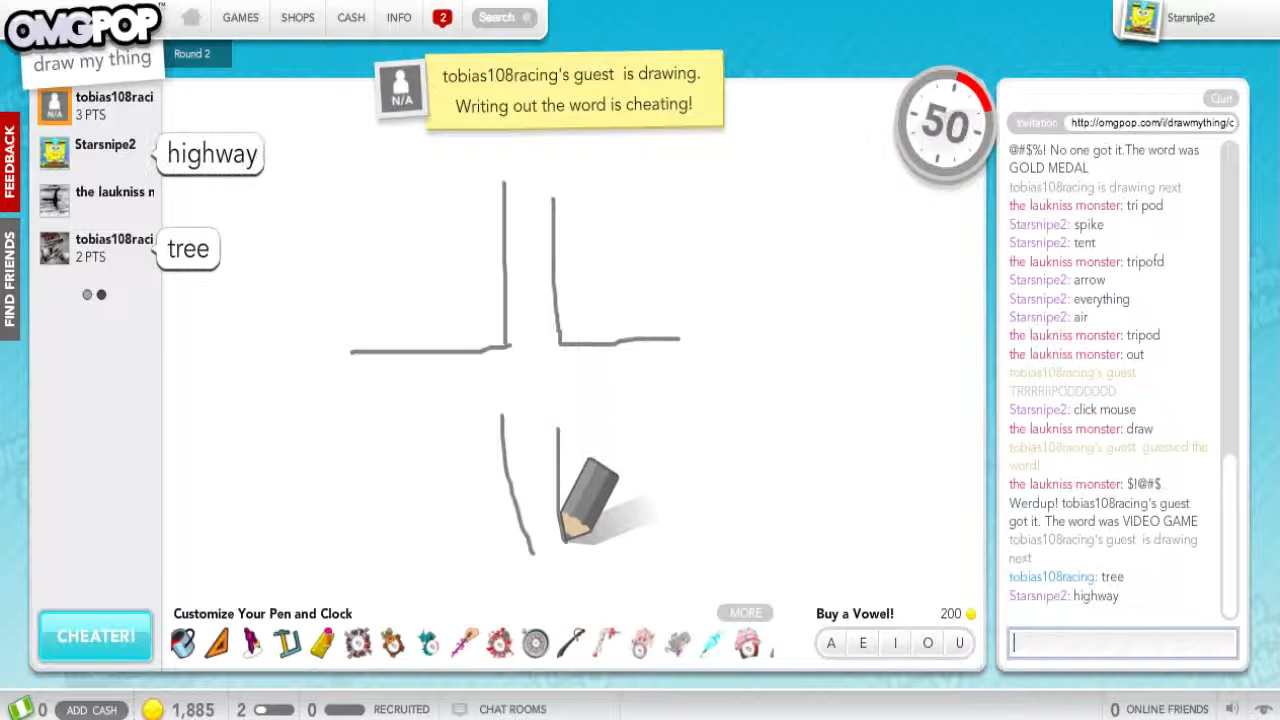 OMGPOP™
GAMES
SHOPS
CASH
INFO
2
Search
Starsnipe2
draw my thing
Round 2
FEEDBACK
FIND FRIENDS
tobias108raci
3 PTS
N/A
Starsnipe2
highway
the laukniss n
tobias108raci
2 PTS
tree
N/A
tobias108racing's guest is drawing.
Writing out the word is cheating!
50
Quit
Invitation
http://omgpop.com/i/drawmything/c
@#$%! No one got it.The word was
GOLD MEDAL
tobias108racing is drawing next
the laukniss monster: tri pod
Starsnipe2: spike
Starsnipe2: tent
the laukniss monster: tripofd
Starsnipe2: arrow
Starsnipe2: everything
Starsnipe2: air
the laukniss monster: tripod
the laukniss monster: out
tobias108racing's guest
TRRRRIIPODDDDDD
Starsnipe2: click mouse
the laukniss monster: draw
tobias108racing's guest guessed the
word!
the laukniss monster: $!@#$
Werdup! tobias108racing's guest
got it. The word was VIDEO GAME
tobias108racing's guest is drawing
next
tobias108racing: tree
Starsnipe2: highway
CHEATER!
Customize Your Pen and Clock
MORE
Buy a Vowel!
200
A E I O U
0
ADD CASH
1,885
2
0
RECRUITED
CHAT ROOMS
0 ONLINE FRIENDS